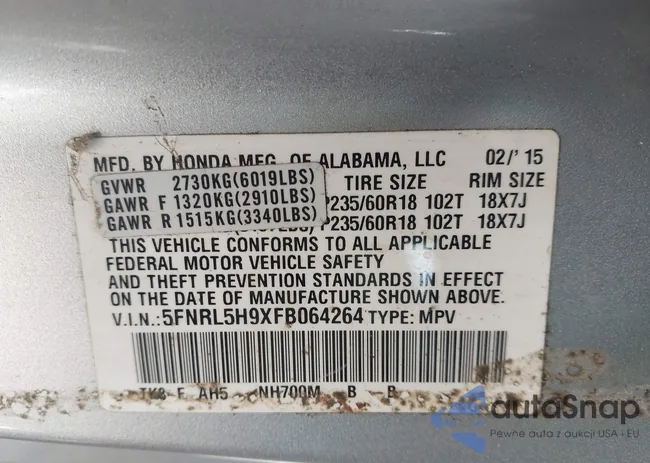 MFD. BY HONDA MFG. OF ALABAMA, LLC 02/'15
GVWR 2730KG(6019LBS) TIRE SIZE RIM SIZE
GAWR F 1320KG(2910LBS) P235/60R18 102T 18X7J
GAWR R 1515KG(3340LBS) P235/60R18 102T 18X7J
THIS VEHICLE CONFORMS TO ALL APPLICABLE
FEDERAL MOTOR VEHICLE SAFETY
AND THEFT PREVENTION STANDARDS IN EFFECT
ON THE DATE OF MANUFACTURE SHOWN ABOVE.
V.I.N.:5FNRL5H9XFB064264 TYPE: MPV
TK8-F AH5 NH700M B - B
autaSnap
Pewne auta z aukcji USA i EU